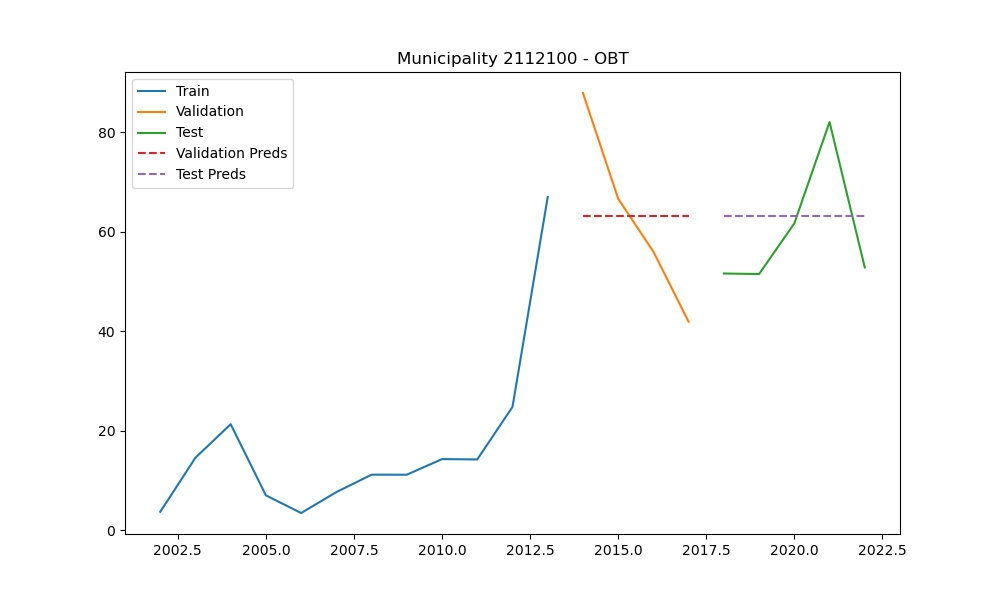 Municipality 2112100 - OBT
Train
Validation
Test
Validation Preds
Test Preds
80
60
40
20
0
2002.5 2005.0 2007.5 2010.0 2012.5 2015.0 2017.5 2020.0 2022.5